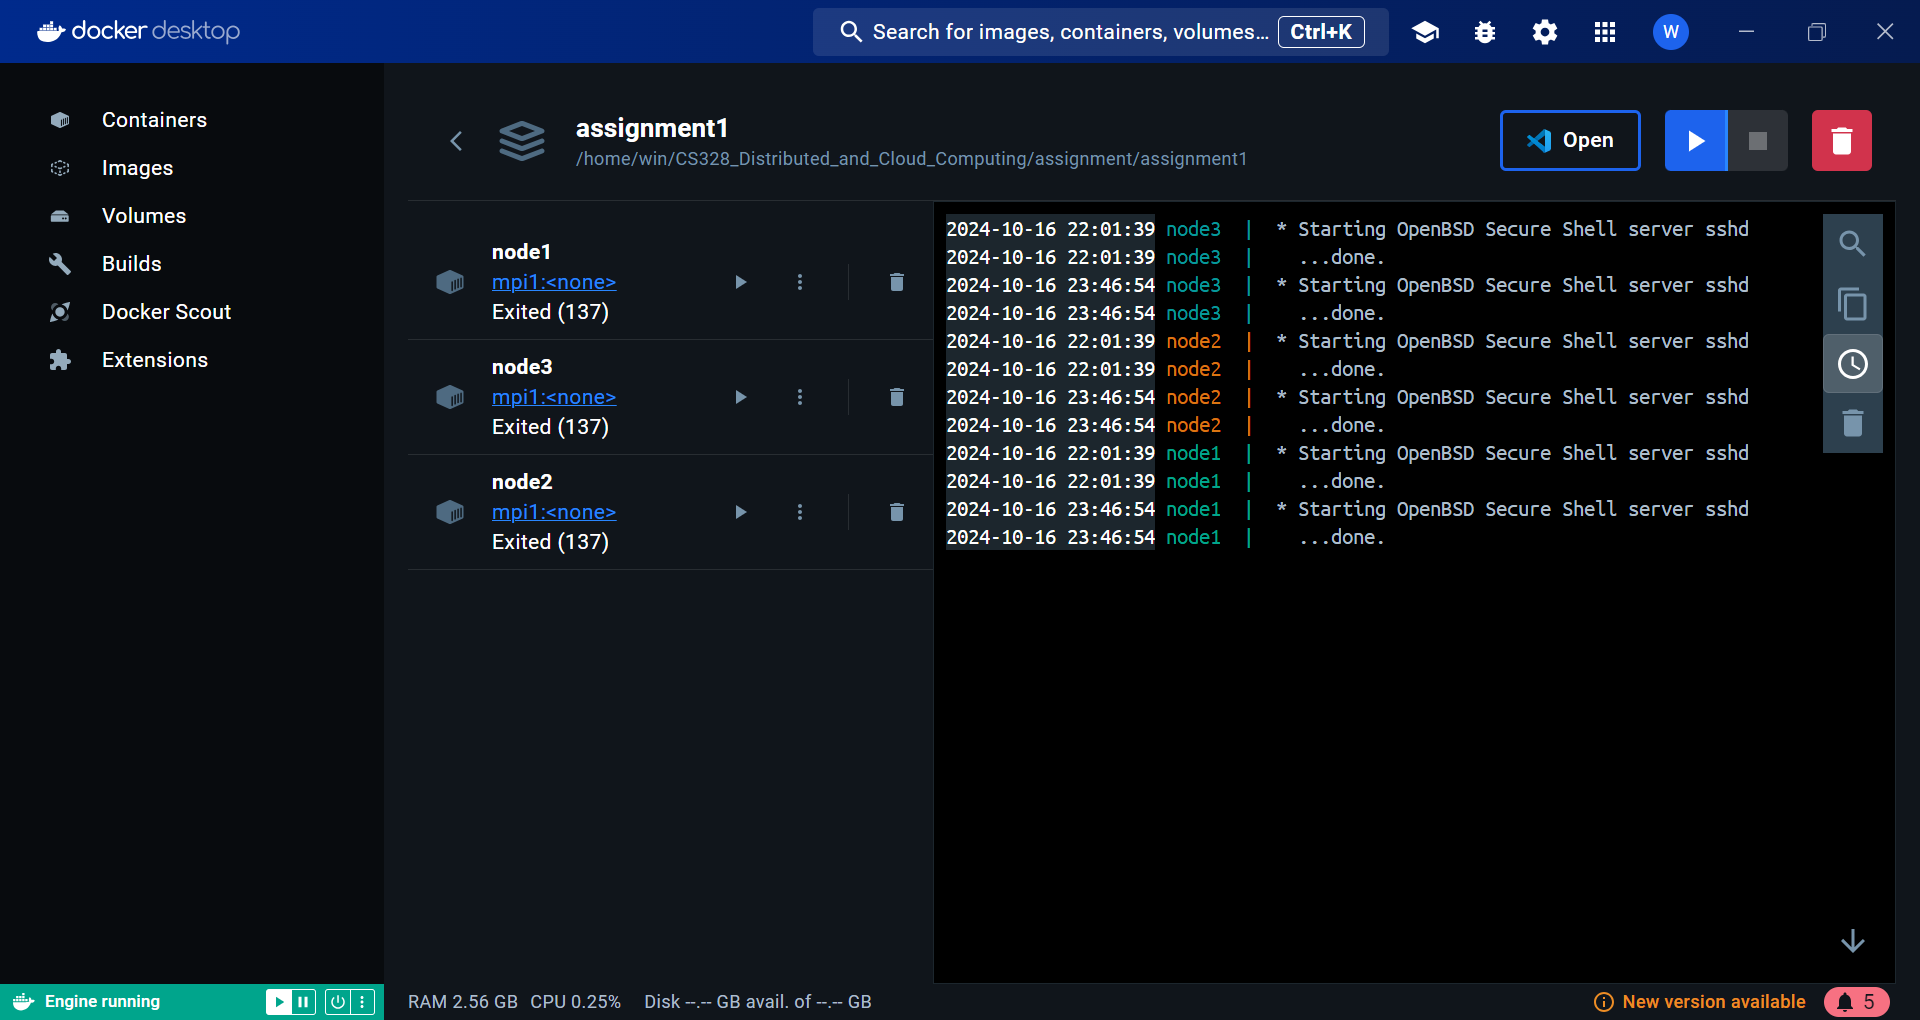 docker desktop
Search for images, containers, volumes... Ctrl+K
W
Containers
Images
Volumes
Builds
Docker Scout
Extensions
assignment1
/home/win/CS328_Distributed_and_Cloud_Computing/assignment/assignment1
Open
node1
mpi1:<none>
Exited (137)
node3
mpi1:<none>
Exited (137)
node2
mpi1:<none>
Exited (137)
2024-10-16 22:01:39 node3 | * Starting OpenBSD Secure Shell server sshd
2024-10-16 22:01:39 node3 | ...done.
2024-10-16 23:46:54 node3 | * Starting OpenBSD Secure Shell server sshd
2024-10-16 23:46:54 node3 | ...done.
2024-10-16 22:01:39 node2 | * Starting OpenBSD Secure Shell server sshd
2024-10-16 22:01:39 node2 | ...done.
2024-10-16 23:46:54 node2 | * Starting OpenBSD Secure Shell server sshd
2024-10-16 23:46:54 node2 | ...done.
2024-10-16 22:01:39 node1 | * Starting OpenBSD Secure Shell server sshd
2024-10-16 22:01:39 node1 | ...done.
2024-10-16 23:46:54 node1 | * Starting OpenBSD Secure Shell server sshd
2024-10-16 23:46:54 node1 | ...done.
Engine running
RAM 2.56 GB CPU 0.25% Disk --.-- GB avail. of --.-- GB
New version available
5